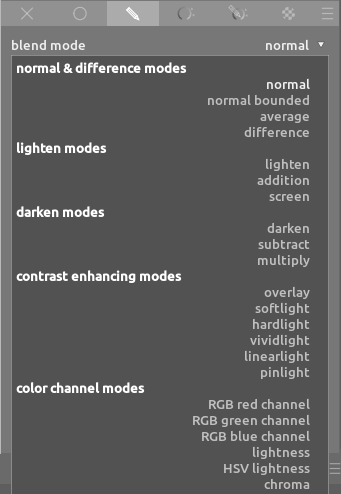 blend mode normal
normal & difference modes
normal
normal bounded
average
difference
lighten modes
lighten
addition
screen
darken modes
darken
subtract
multiply
contrast enhancing modes
overlay
softlight
hardlight
vividlight
linearlight
pinlight
color channel modes
RGB red channel
RGB green channel
RGB blue channel
lightness
HSV lightness
chroma